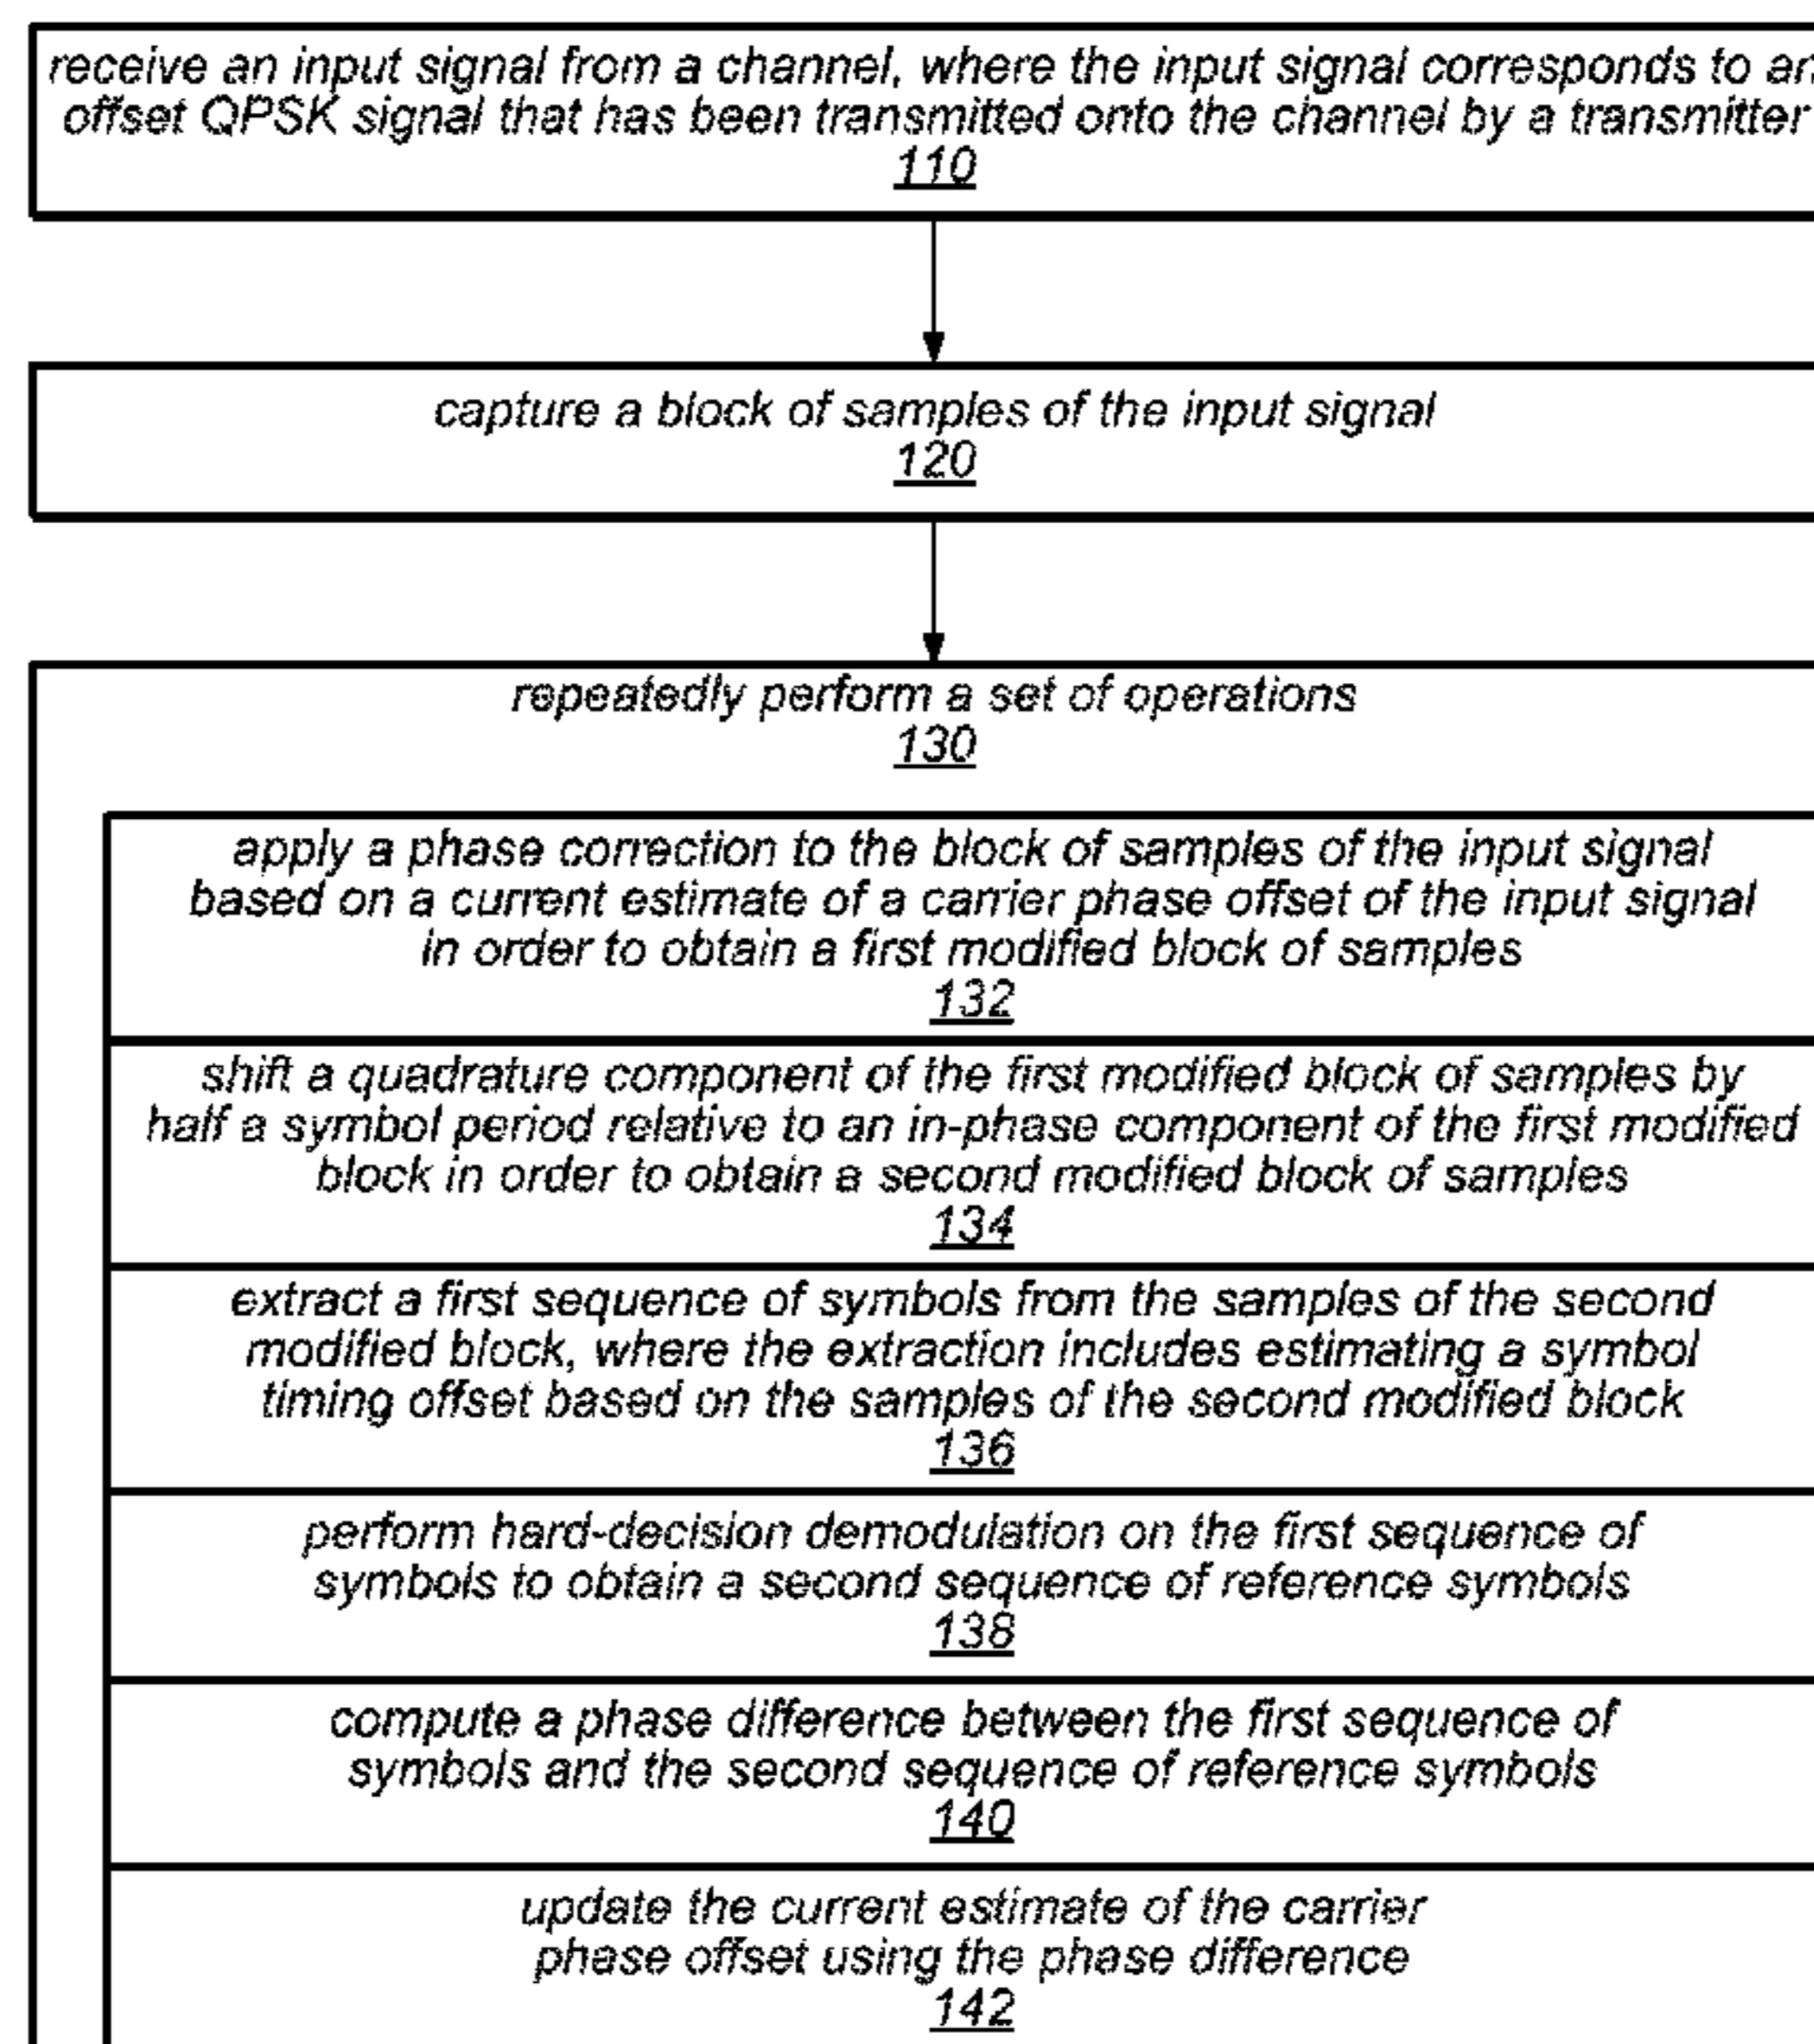 receive an input signal from a channel, where the input signal corresponds to an
offset QPSK signal that has been transmitted onto the channel by a transmitter
110
capture a block of samples of the input signal
120
repeatedly perform a set of operations
130
apply a phase correction to the block of samples of the input signal
based on a current estimate of a carrier phase offset of the input signal
in order to obtain a first modified block of samples
132
shift a quadrature component of the first modified block of samples by
half a symbol period relative to an in-phase component of the first modified
block in order to obtain a second modified block of samples
134
extract a first sequence of symbols from the samples of the second
modified block, where the extraction includes estimating a symbol
timing offset based on the samples of the second modified block
136
perform hard-decision demodulation on the first sequence of
symbols to obtain a second sequence of reference symbols
138
compute a phase difference between the first sequence of
symbols and the second sequence of reference symbols
140
update the current estimate of the carrier
phase offset using the phase difference
142